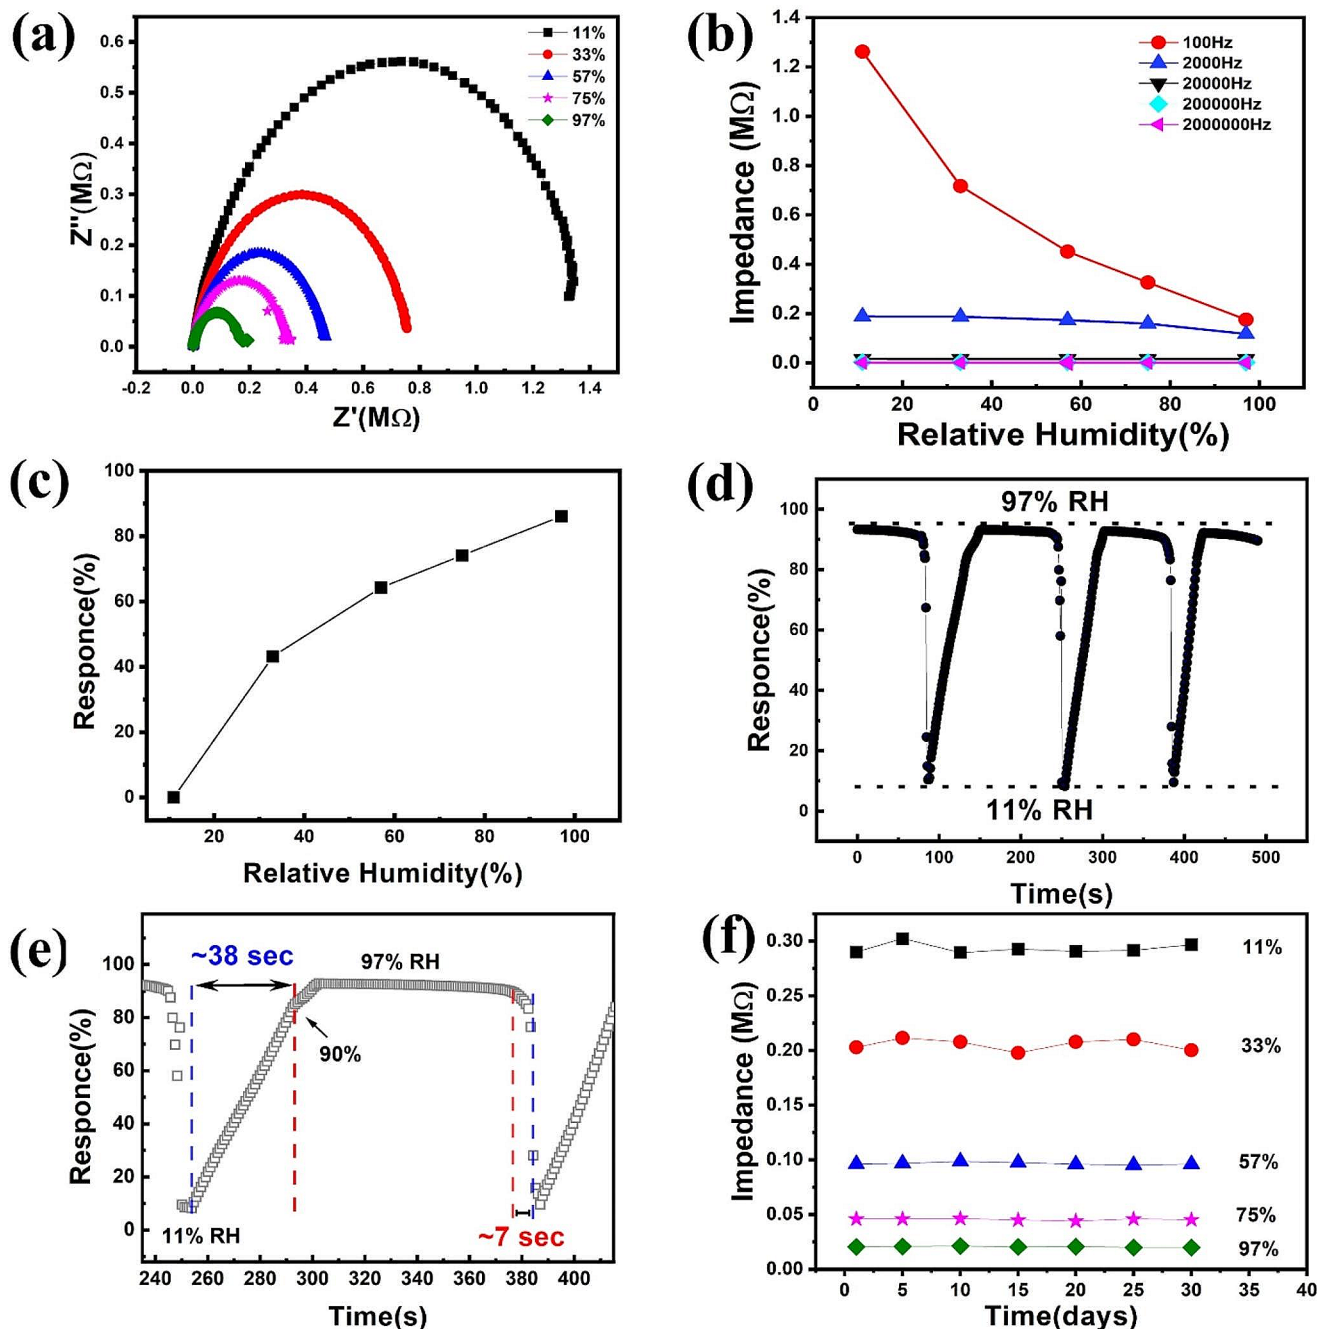 (a)
0.6
0.5
0.4
0.3
0.2
0.1
0.0
Z''(MΩ)
11%
33%
57%
75%
97%
-0.2 0.0 0.2 0.4 0.6 0.8 1.0 1.2 1.4
Z'(MΩ)
(b)
1.4
1.2
1.0
0.8
0.6
0.4
0.2
0.0
Impedance (MΩ)
100Hz
2000Hz
20000Hz
200000Hz
2000000Hz
0 20 40 60 80 100
Relative Humidity(%)
(c)
100
80
60
40
20
0
Responce(%)
20 40 60 80 100
Relative Humidity(%)
(d)
100
80
60
40
20
0
Responce(%)
97% RH
11% RH
0 100 200 300 400 500
Time(s)
(e)
100
80
60
40
20
0
Responce(%)
~38 sec
97% RH
90%
11% RH
~7 sec
240 260 280 300 320 340 360 380 400
Time(s)
(f)
0.30
0.25
0.20
0.15
0.10
0.05
0.00
Impedance (MΩ)
11%
33%
57%
75%
97%
0 5 10 15 20 25 30 35 40
Time(days)